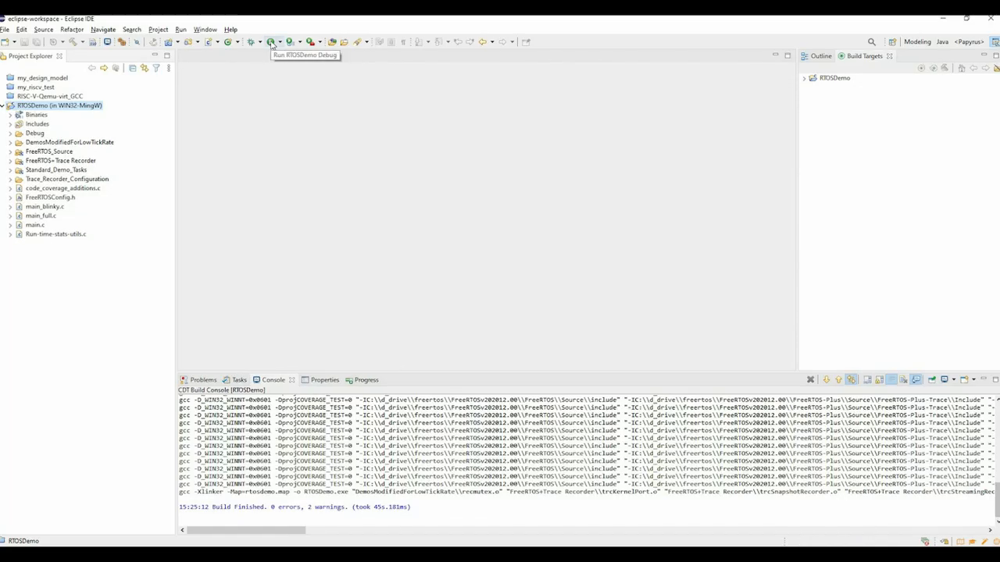 eclipse-workspace - Eclipse IDE
File Edit Source Refactor Navigate Search Project Run Window Help
Modeling Java <Papyrus>
Run RTOSDemo Debug
Project Explorer
my_design_model
my_riscv_test
RISC-V-Qemu-virt_GCC
RTOSDemo (in WIN32-MingW)
Binaries
Includes
Debug
DemosModifiedForLowTickRate
FreeRTOS_Source
FreeRTOS+Trace Recorder
Standard_Demo_Tasks
Trace_Recorder_Configuration
code_coverage_additions.c
FreeRTOSConfig.h
main_blinky.c
main_full.c
main.c
Run-time-stats-utils.c
Outline Build Targets
RTOSDemo
Problems Tasks Console Properties Progress
CDT Build Console [RTOSDemo]
gcc -D_WIN32_WINNT=0x0601 -DprojCOVERAGE_TEST=0 "-IC:\\d_drive\\freertos\\FreeRTOSv202012.00\\FreeRTOS\\Source\\include" "-IC:\\d_drive\\freertos\\FreeRTOSv202012.00\\FreeRTOS-Plus\\Source\\FreeRTOS-Plus-Trace\\Include" "-
gcc -D_WIN32_WINNT=0x0601 -DprojCOVERAGE_TEST=0 "-IC:\\d_drive\\freertos\\FreeRTOSv202012.00\\FreeRTOS\\Source\\include" "-IC:\\d_drive\\freertos\\FreeRTOSv202012.00\\FreeRTOS-Plus\\Source\\FreeRTOS-Plus-Trace\\Include" "-
gcc -D_WIN32_WINNT=0x0601 -DprojCOVERAGE_TEST=0 "-IC:\\d_drive\\freertos\\FreeRTOSv202012.00\\FreeRTOS\\Source\\include" "-IC:\\d_drive\\freertos\\FreeRTOSv202012.00\\FreeRTOS-Plus\\Source\\FreeRTOS-Plus-Trace\\Include" "-
gcc -D_WIN32_WINNT=0x0601 -DprojCOVERAGE_TEST=0 "-IC:\\d_drive\\freertos\\FreeRTOSv202012.00\\FreeRTOS\\Source\\include" "-IC:\\d_drive\\freertos\\FreeRTOSv202012.00\\FreeRTOS-Plus\\Source\\FreeRTOS-Plus-Trace\\Include" "-
gcc -D_WIN32_WINNT=0x0601 -DprojCOVERAGE_TEST=0 "-IC:\\d_drive\\freertos\\FreeRTOSv202012.00\\FreeRTOS\\Source\\include" "-IC:\\d_drive\\freertos\\FreeRTOSv202012.00\\FreeRTOS-Plus\\Source\\FreeRTOS-Plus-Trace\\Include" "-
gcc -D_WIN32_WINNT=0x0601 -DprojCOVERAGE_TEST=0 "-IC:\\d_drive\\freertos\\FreeRTOSv202012.00\\FreeRTOS\\Source\\include" "-IC:\\d_drive\\freertos\\FreeRTOSv202012.00\\FreeRTOS-Plus\\Source\\FreeRTOS-Plus-Trace\\Include" "-
gcc -D_WIN32_WINNT=0x0601 -DprojCOVERAGE_TEST=0 "-IC:\\d_drive\\freertos\\FreeRTOSv202012.00\\FreeRTOS\\Source\\include" "-IC:\\d_drive\\freertos\\FreeRTOSv202012.00\\FreeRTOS-Plus\\Source\\FreeRTOS-Plus-Trace\\Include" "-
gcc -D_WIN32_WINNT=0x0601 -DprojCOVERAGE_TEST=0 "-IC:\\d_drive\\freertos\\FreeRTOSv202012.00\\FreeRTOS\\Source\\include" "-IC:\\d_drive\\freertos\\FreeRTOSv202012.00\\FreeRTOS-Plus\\Source\\FreeRTOS-Plus-Trace\\Include" "-
gcc -D_WIN32_WINNT=0x0601 -DprojCOVERAGE_TEST=0 "-IC:\\d_drive\\freertos\\FreeRTOSv202012.00\\FreeRTOS\\Source\\include" "-IC:\\d_drive\\freertos\\FreeRTOSv202012.00\\FreeRTOS-Plus\\Source\\FreeRTOS-Plus-Trace\\Include" "-
gcc -D_WIN32_WINNT=0x0601 -DprojCOVERAGE_TEST=0 "-IC:\\d_drive\\freertos\\FreeRTOSv202012.00\\FreeRTOS\\Source\\include" "-IC:\\d_drive\\freertos\\FreeRTOSv202012.00\\FreeRTOS-Plus\\Source\\FreeRTOS-Plus-Trace\\Include" "-
gcc -D_WIN32_WINNT=0x0601 -DprojCOVERAGE_TEST=0 "-IC:\\d_drive\\freertos\\FreeRTOSv202012.00\\FreeRTOS\\Source\\include" "-IC:\\d_drive\\freertos\\FreeRTOSv202012.00\\FreeRTOS-Plus\\Source\\FreeRTOS-Plus-Trace\\Include" "-
gcc -D_WIN32_WINNT=0x0601 -DprojCOVERAGE_TEST=0 "-IC:\\d_drive\\freertos\\FreeRTOSv202012.00\\FreeRTOS\\Source\\include" "-IC:\\d_drive\\freertos\\FreeRTOSv202012.00\\FreeRTOS-Plus\\Source\\FreeRTOS-Plus-Trace\\Include" "-
gcc -Xlinker -Map=rtosdemo.map -o RTOSDemo.exe "DemosModifiedForLowTickRate\\recmutex.o" "FreeRTOS+Trace Recorder\\trcKernelPort.o" "FreeRTOS+Trace Recorder\\trcSnapshotRecorder.o" "FreeRTOS+Trace Recorder\\trcStreamingRec
15:25:12 Build Finished. 0 errors, 2 warnings. (took 45s.181ms)
RTOSDemo